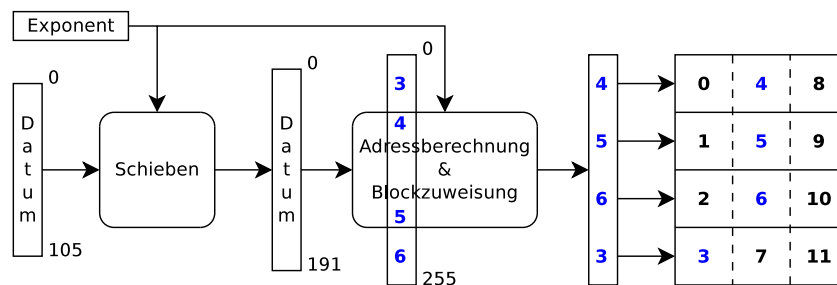 Exponent
0
D
a
t
u
m
105
Schieben
0
D
a
t
u
m
191
0
3
4
Adressberechnung
&
Blockzuweisung
5
6
255
4
5
6
3
0 4 8
1 5 9
2 6 10
3 7 11